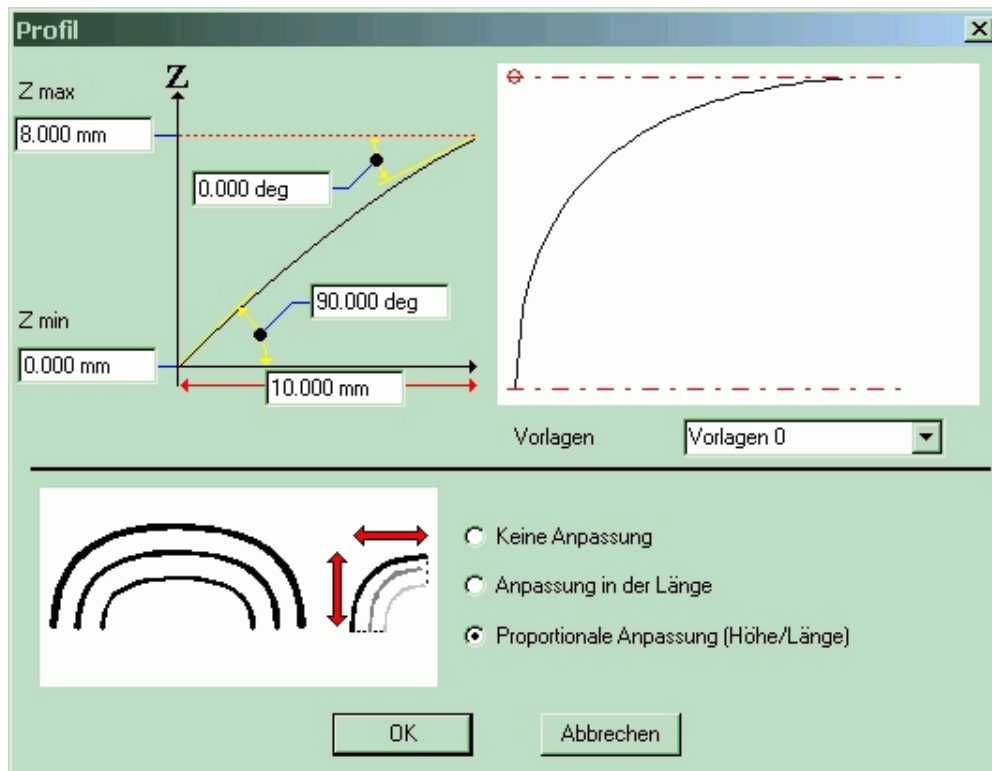 Profil
Z
Z max
8.000 mm
0.000 deg
90.000 deg
Z min
0.000 mm
10.000 mm
Vorlagen
Vorlagen 0
Keine Anpassung
Anpassung in der Länge
Proportionale Anpassung (Höhe/Länge)
OK
Abbrechen